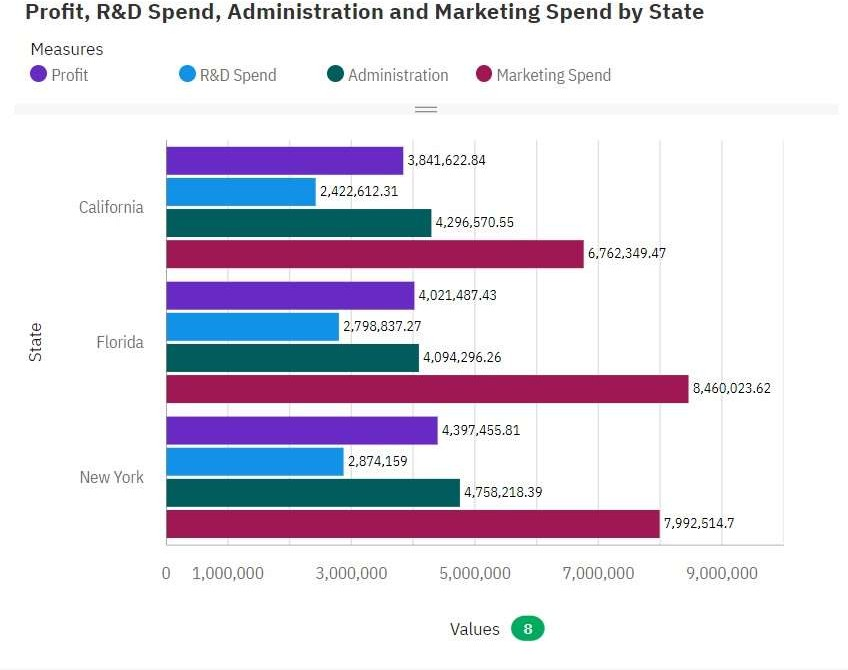 Profit, R&D Spend, Administration and Marketing Spend by State
Measures
Profit R&D Spend Administration Marketing Spend
State
California
3,841,622.84
2,422,612.31
4,296,570.55
6,762,349.47
Florida
4,021,487.43
2,798,837.27
4,094,296.26
8,460,023.62
New York
4,397,455.81
2,874,159
4,758,218.39
7,992,514.7
0 1,000,000 3,000,000 5,000,000 7,000,000 9,000,000
Values 8